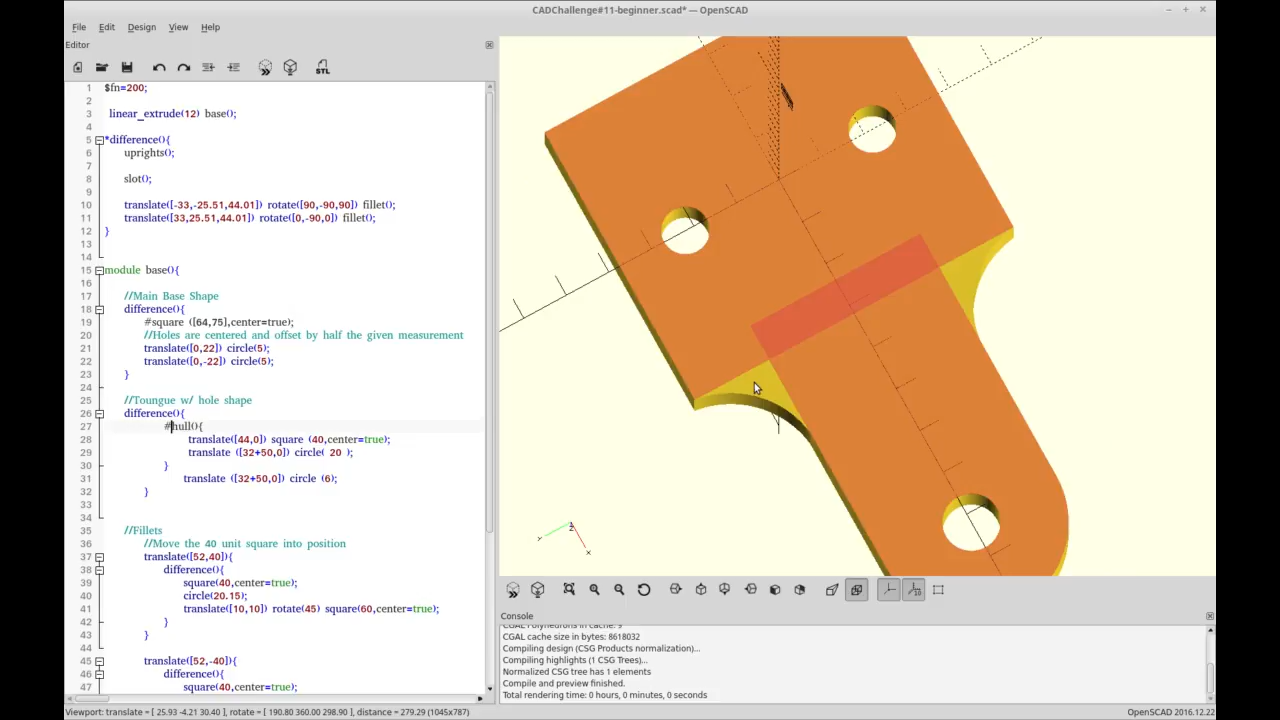 CADChallenge#11-beginner.scad* — OpenSCAD
File Edit Design View Help
Editor
STL
1 $fn=200;
2
3 linear_extrude(12) base();
4
5 *difference(){
6 uprights();
7
8 slot();
9
10 translate([-33,-25.51,44.01]) rotate([90,-90,90]) fillet();
11 translate([33,25.51,44.01]) rotate([0,-90,0]) fillet();
12 }
13
14
15 module base(){
16
17 //Main Base Shape
18 difference(){
19 #square ([64,75],center=true);
20 //Holes are centered and offset by half the given measurement
21 translate([0,22]) circle(5);
22 translate([0,-22]) circle(5);
23 }
24
25 //Toungue w/ hole shape
26 difference(){
27 #hull(){
28 translate([44,0]) square (40,center=true);
29 translate ([32+50,0]) circle( 20 );
30 }
31 translate ([32+50,0]) circle (6);
32 }
33
34
35 //Fillets
36 //Move the 40 unit square into position
37 translate([52,40]){
38 difference(){
39 square(40,center=true);
40 circle(20.15);
41 translate([10,10]) rotate(45) square(60,center=true);
42 }
43 }
44
45 translate([52,-40]){
46 difference(){
47 square(40,center=true);
z
y
x
10
Console
CGAL Polyhedrons in cache: 9
CGAL cache size in bytes: 8618032
Compiling design (CSG Products normalization)...
Compiling highlights (1 CSG Trees)...
Normalized CSG tree has 1 elements
Compile and preview finished.
Total rendering time: 0 hours, 0 minutes, 0 seconds
Viewport: translate = [ 25.93 -4.21 30.40 ], rotate = [ 190.80 360.00 298.90 ], distance = 279.29 (1045x787)
OpenSCAD 2016.12.22